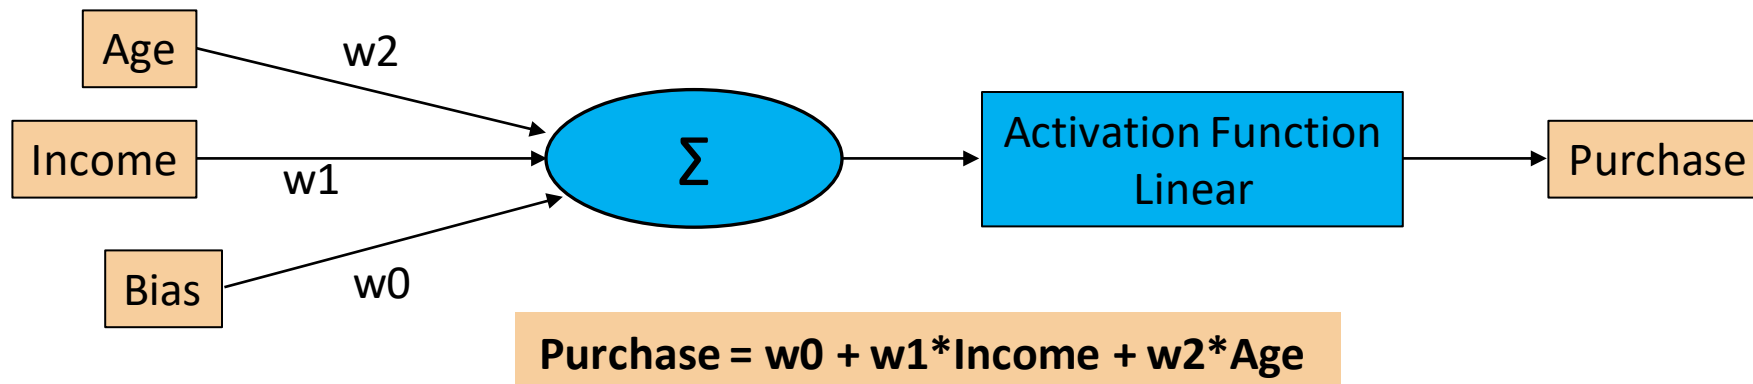 Age
w2
Income
w1
Bias
w0
Σ
Activation Function
Linear
Purchase
Purchase = w0 + w1*Income + w2*Age